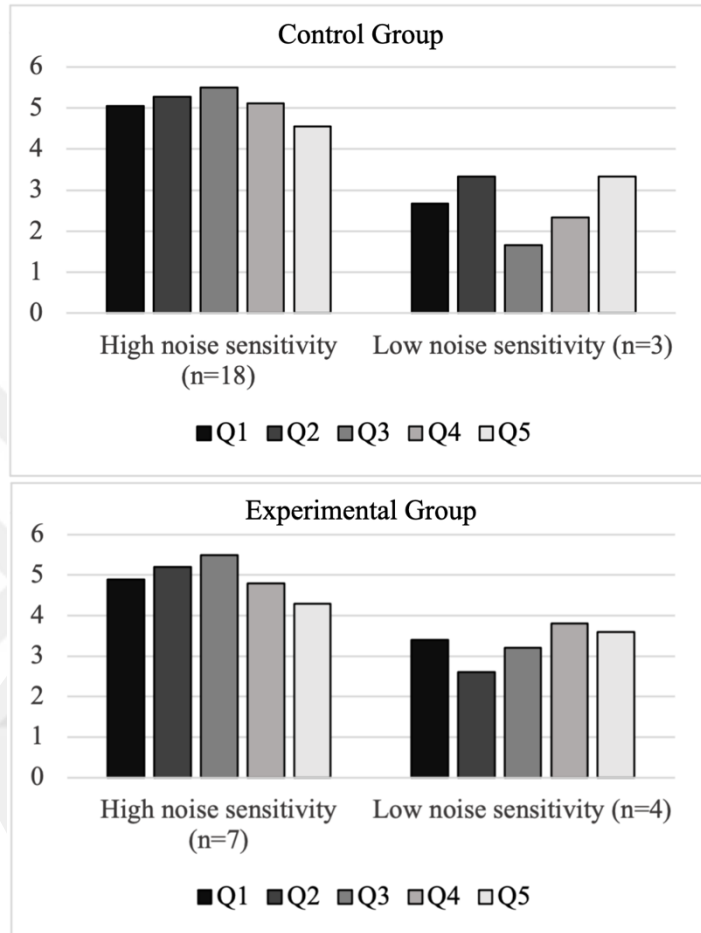 Control Group
6
5
4
3
2
1
0
High noise sensitivity
(n=18)
Low noise sensitivity (n=3)
Q1 Q2 Q3 Q4 Q5
Experimental Group
6
5
4
3
2
1
0
High noise sensitivity
(n=7)
Low noise sensitivity (n=4)
Q1 Q2 Q3 Q4 Q5